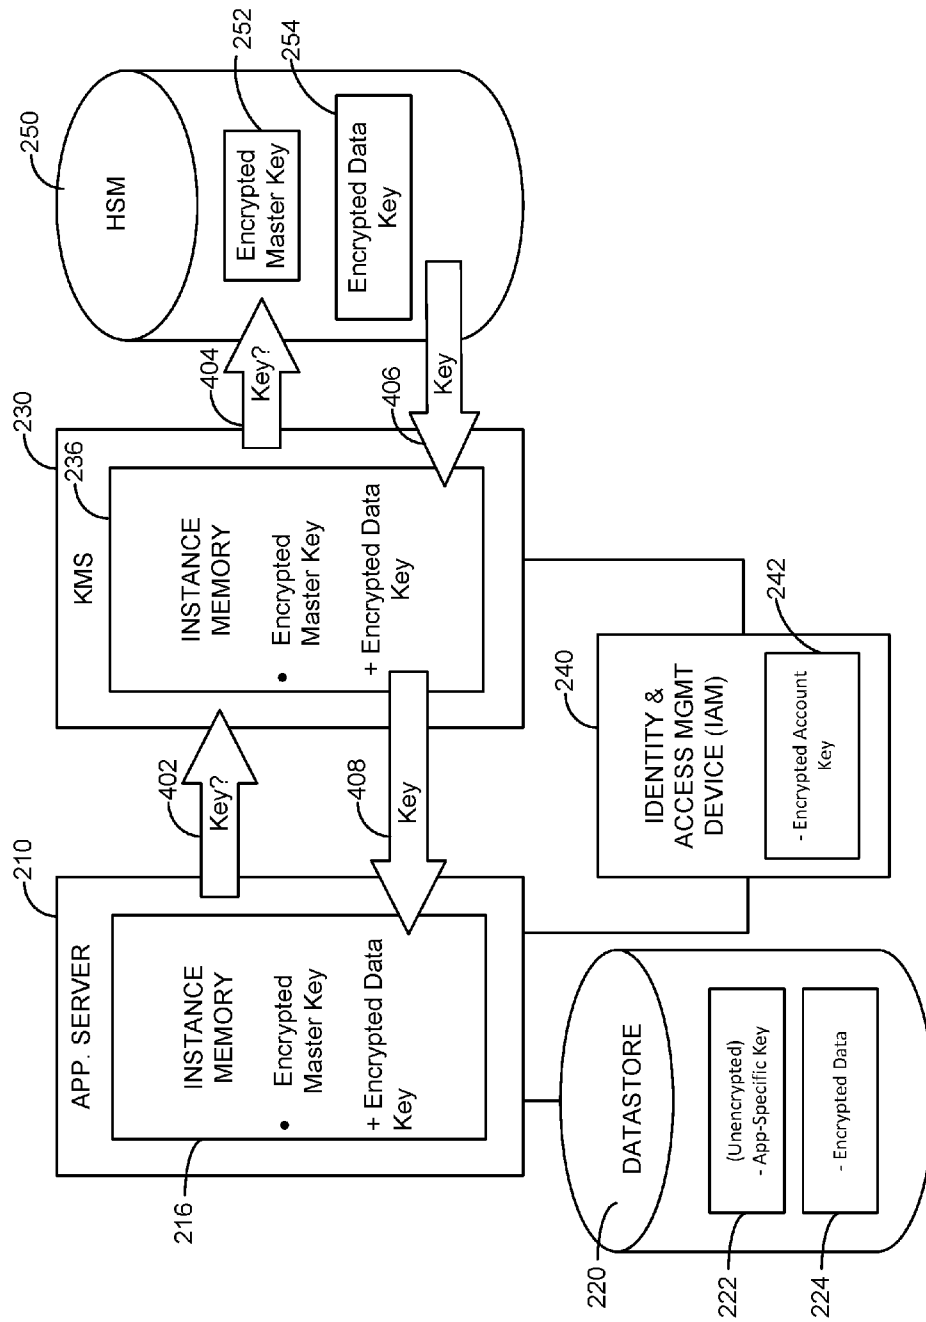 210
APP. SERVER
INSTANCE
MEMORY
• Encrypted
Master Key
+ Encrypted Data
Key
216
402
Key?
408
Key
230
KMS
236
INSTANCE
MEMORY
• Encrypted
Master Key
+ Encrypted Data
Key
404
Key?
406
Key
250
HSM
252
Encrypted
Master Key
254
Encrypted Data
Key
220
DATASTORE
222
(Unencrypted)
- App-Specific Key
224
- Encrypted Data
240
IDENTITY &
ACCESS MGMT
DEVICE (IAM)
242
- Encrypted Account
Key